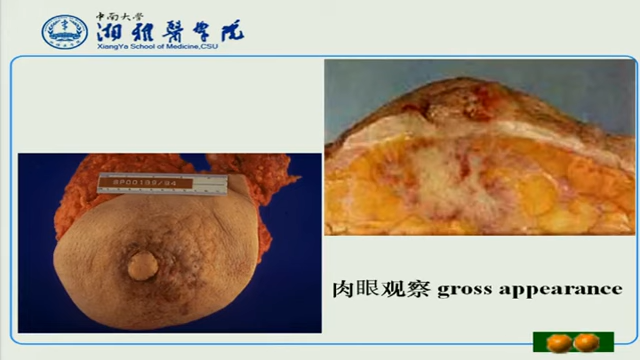 中南大学
湘雅醫学院
XiangYa School of Medicine,CSU
肉眼观察 gross appearance